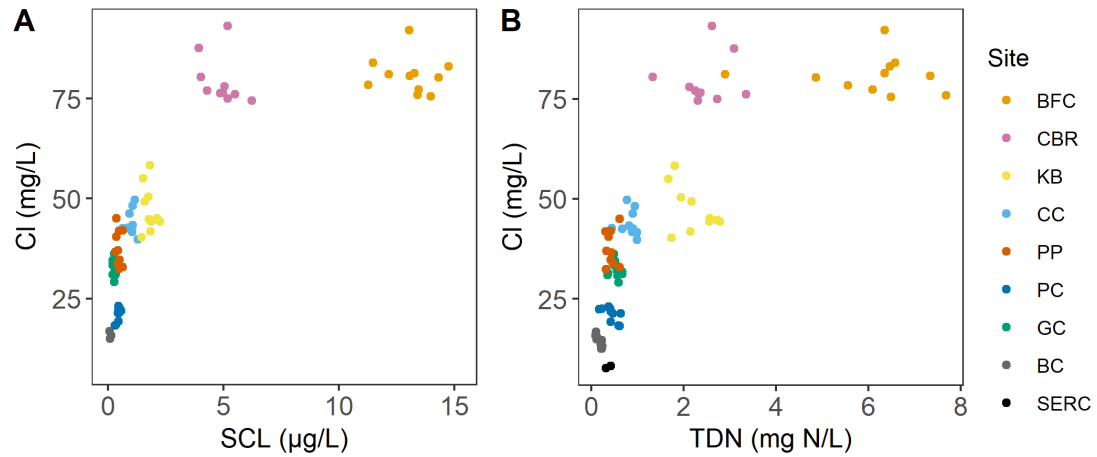 A
Cl (mg/L)
75
50
25
0
5
10
15
SCL (µg/L)
B
Cl (mg/L)
75
50
25
0
2
4
6
8
TDN (mg N/L)
Site
BFC
CBR
KB
CC
PP
PC
GC
BC
SERC